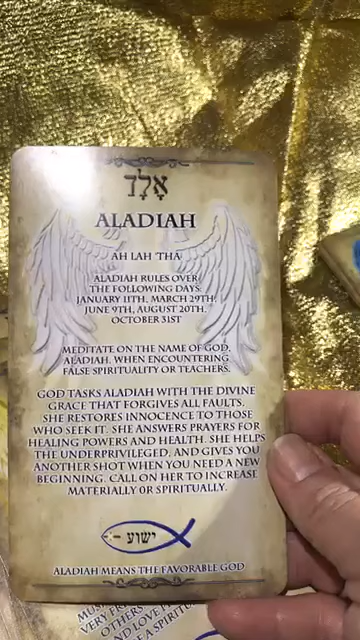 אָלָד
ALADIAH
AH LAH 'THA
ALADIAH RULES OVER
THE FOLLOWING DAYS:
JANUARY 11TH, MARCH 29TH,
JUNE 9TH, AUGUST 20TH,
OCTOBER 31ST
MEDITATE ON THE NAME OF GOD,
ALADIAH, WHEN ENCOUNTERING
FALSE SPIRITUALITY OR TEACHERS.
GOD TASKS ALADIAH WITH THE DIVINE
GRACE THAT FORGIVES ALL FAULTS.
SHE RESTORES INNOCENCE TO THOSE
WHO SEEK IT. SHE ANSWERS PRAYERS FOR
HEALING POWERS AND HEALTH. SHE HELPS
THE UNDERPRIVILEGED, AND GIVES YOU
ANOTHER SHOT WHEN YOU NEED A NEW
BEGINNING. CALL ON HER TO INCREASE
MATERIALLY OR SPIRITUALLY.
ישוע
ALADIAH MEANS THE FAVORABLE GOD
VERY
OTHERS
AND LOVE